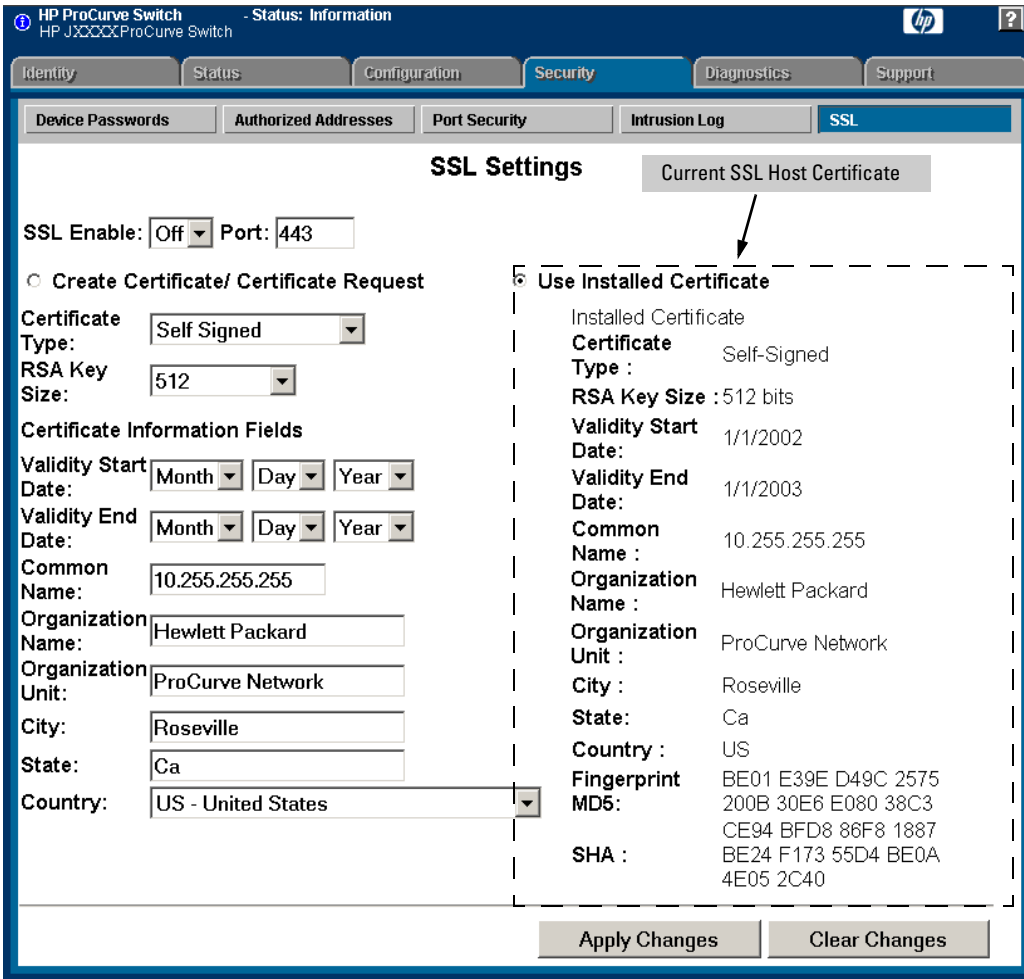 HP ProCurve Switch - Status: Information
HP JXXXXProCurve Switch
hp
?
Identity Status Configuration Security Diagnostics Support
Device Passwords Authorized Addresses Port Security Intrusion Log SSL
SSL Settings
Current SSL Host Certificate
SSL Enable: Off Port: 443
Create Certificate/ Certificate Request
Certificate
Type: Self Signed
RSA Key
Size: 512
Certificate Information Fields
Validity Start
Date: Month Day Year
Validity End
Date: Month Day Year
Common
Name: 10.255.255.255
Organization
Name: Hewlett Packard
Organization
Unit: ProCurve Network
City: Roseville
State: Ca
Country: US - United States
Use Installed Certificate
Installed Certificate
Certificate
Type : Self-Signed
RSA Key Size : 512 bits
Validity Start
Date: 1/1/2002
Validity End
Date: 1/1/2003
Common
Name : 10.255.255.255
Organization
Name : Hewlett Packard
Organization
Unit : ProCurve Network
City : Roseville
State: Ca
Country : US
Fingerprint BE01 E39E D49C 2575
MD5: 200B 30E6 E080 38C3
CE94 BFD8 86F8 1887
SHA : BE24 F173 55D4 BE0A
4E05 2C40
Apply Changes Clear Changes